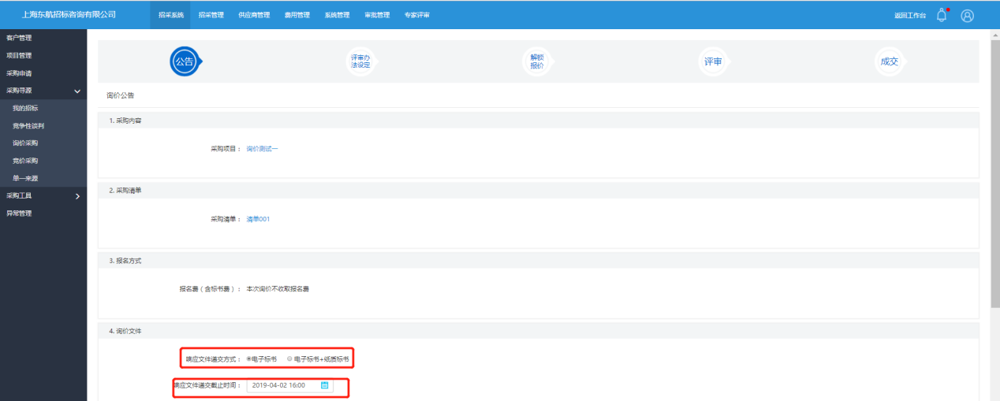 上海东航招标咨询有限公司 招采系统 招采管理 供应商管理 费用管理 系统管理 审批管理 专家评审 返回工作台
客户管理
项目管理
采购申请
采购寻源
我的招标
竞争性谈判
询价采购
竞价采购
单一来源
采购工具
异常管理
公告
评审办
法设定
解锁
报价
评审
成交
询价公告
1. 采购内容
采购项目： 询价测试一
2. 采购清单
采购清单： 清单001
3. 报名方式
报名费（含标书费）： 本次询价不收取报名费
4. 询价文件
响应文件递交方式： 电子标书 电子标书+纸质标书
响应文件递交截止时间： 2019-04-02 16:00